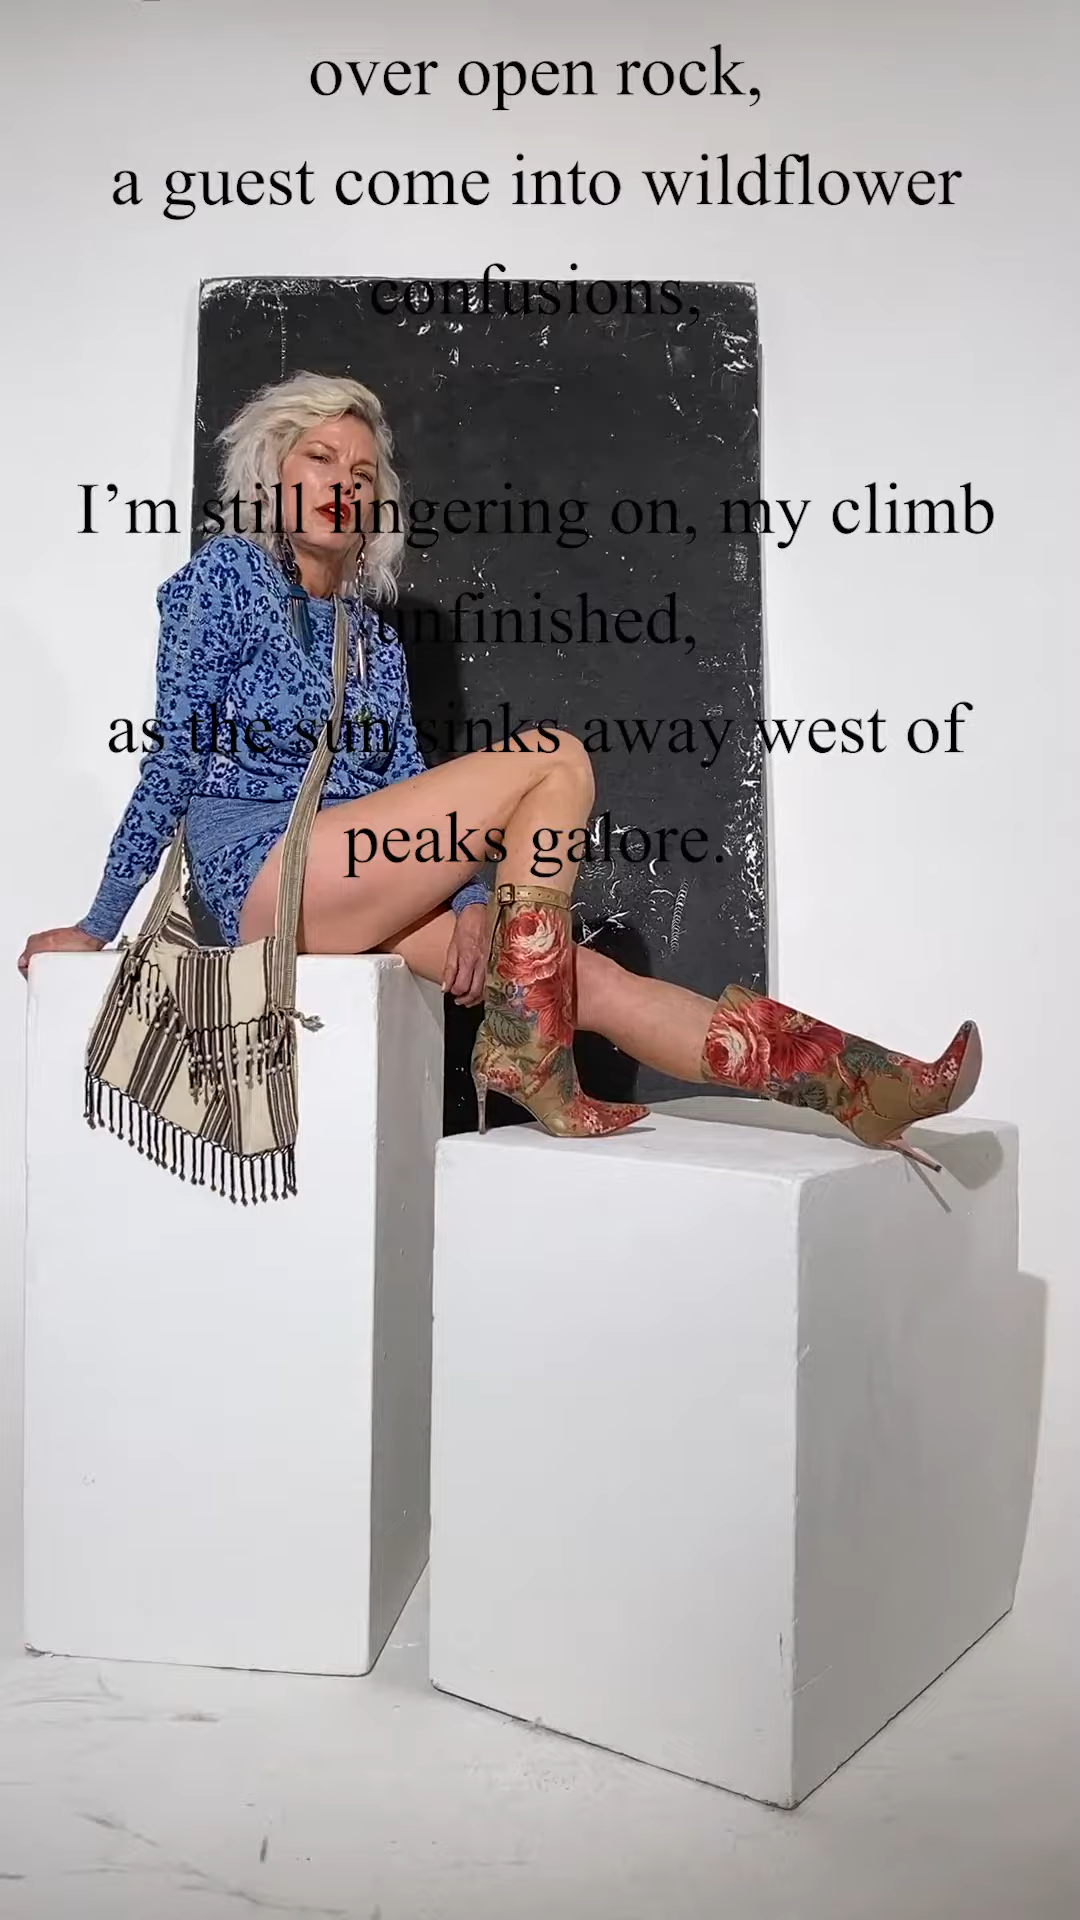 over open rock,
a guest come into wildflower
confusions,
I’m still lingering on, my climb
unfinished,
as the sun sinks away west of
peaks galore.